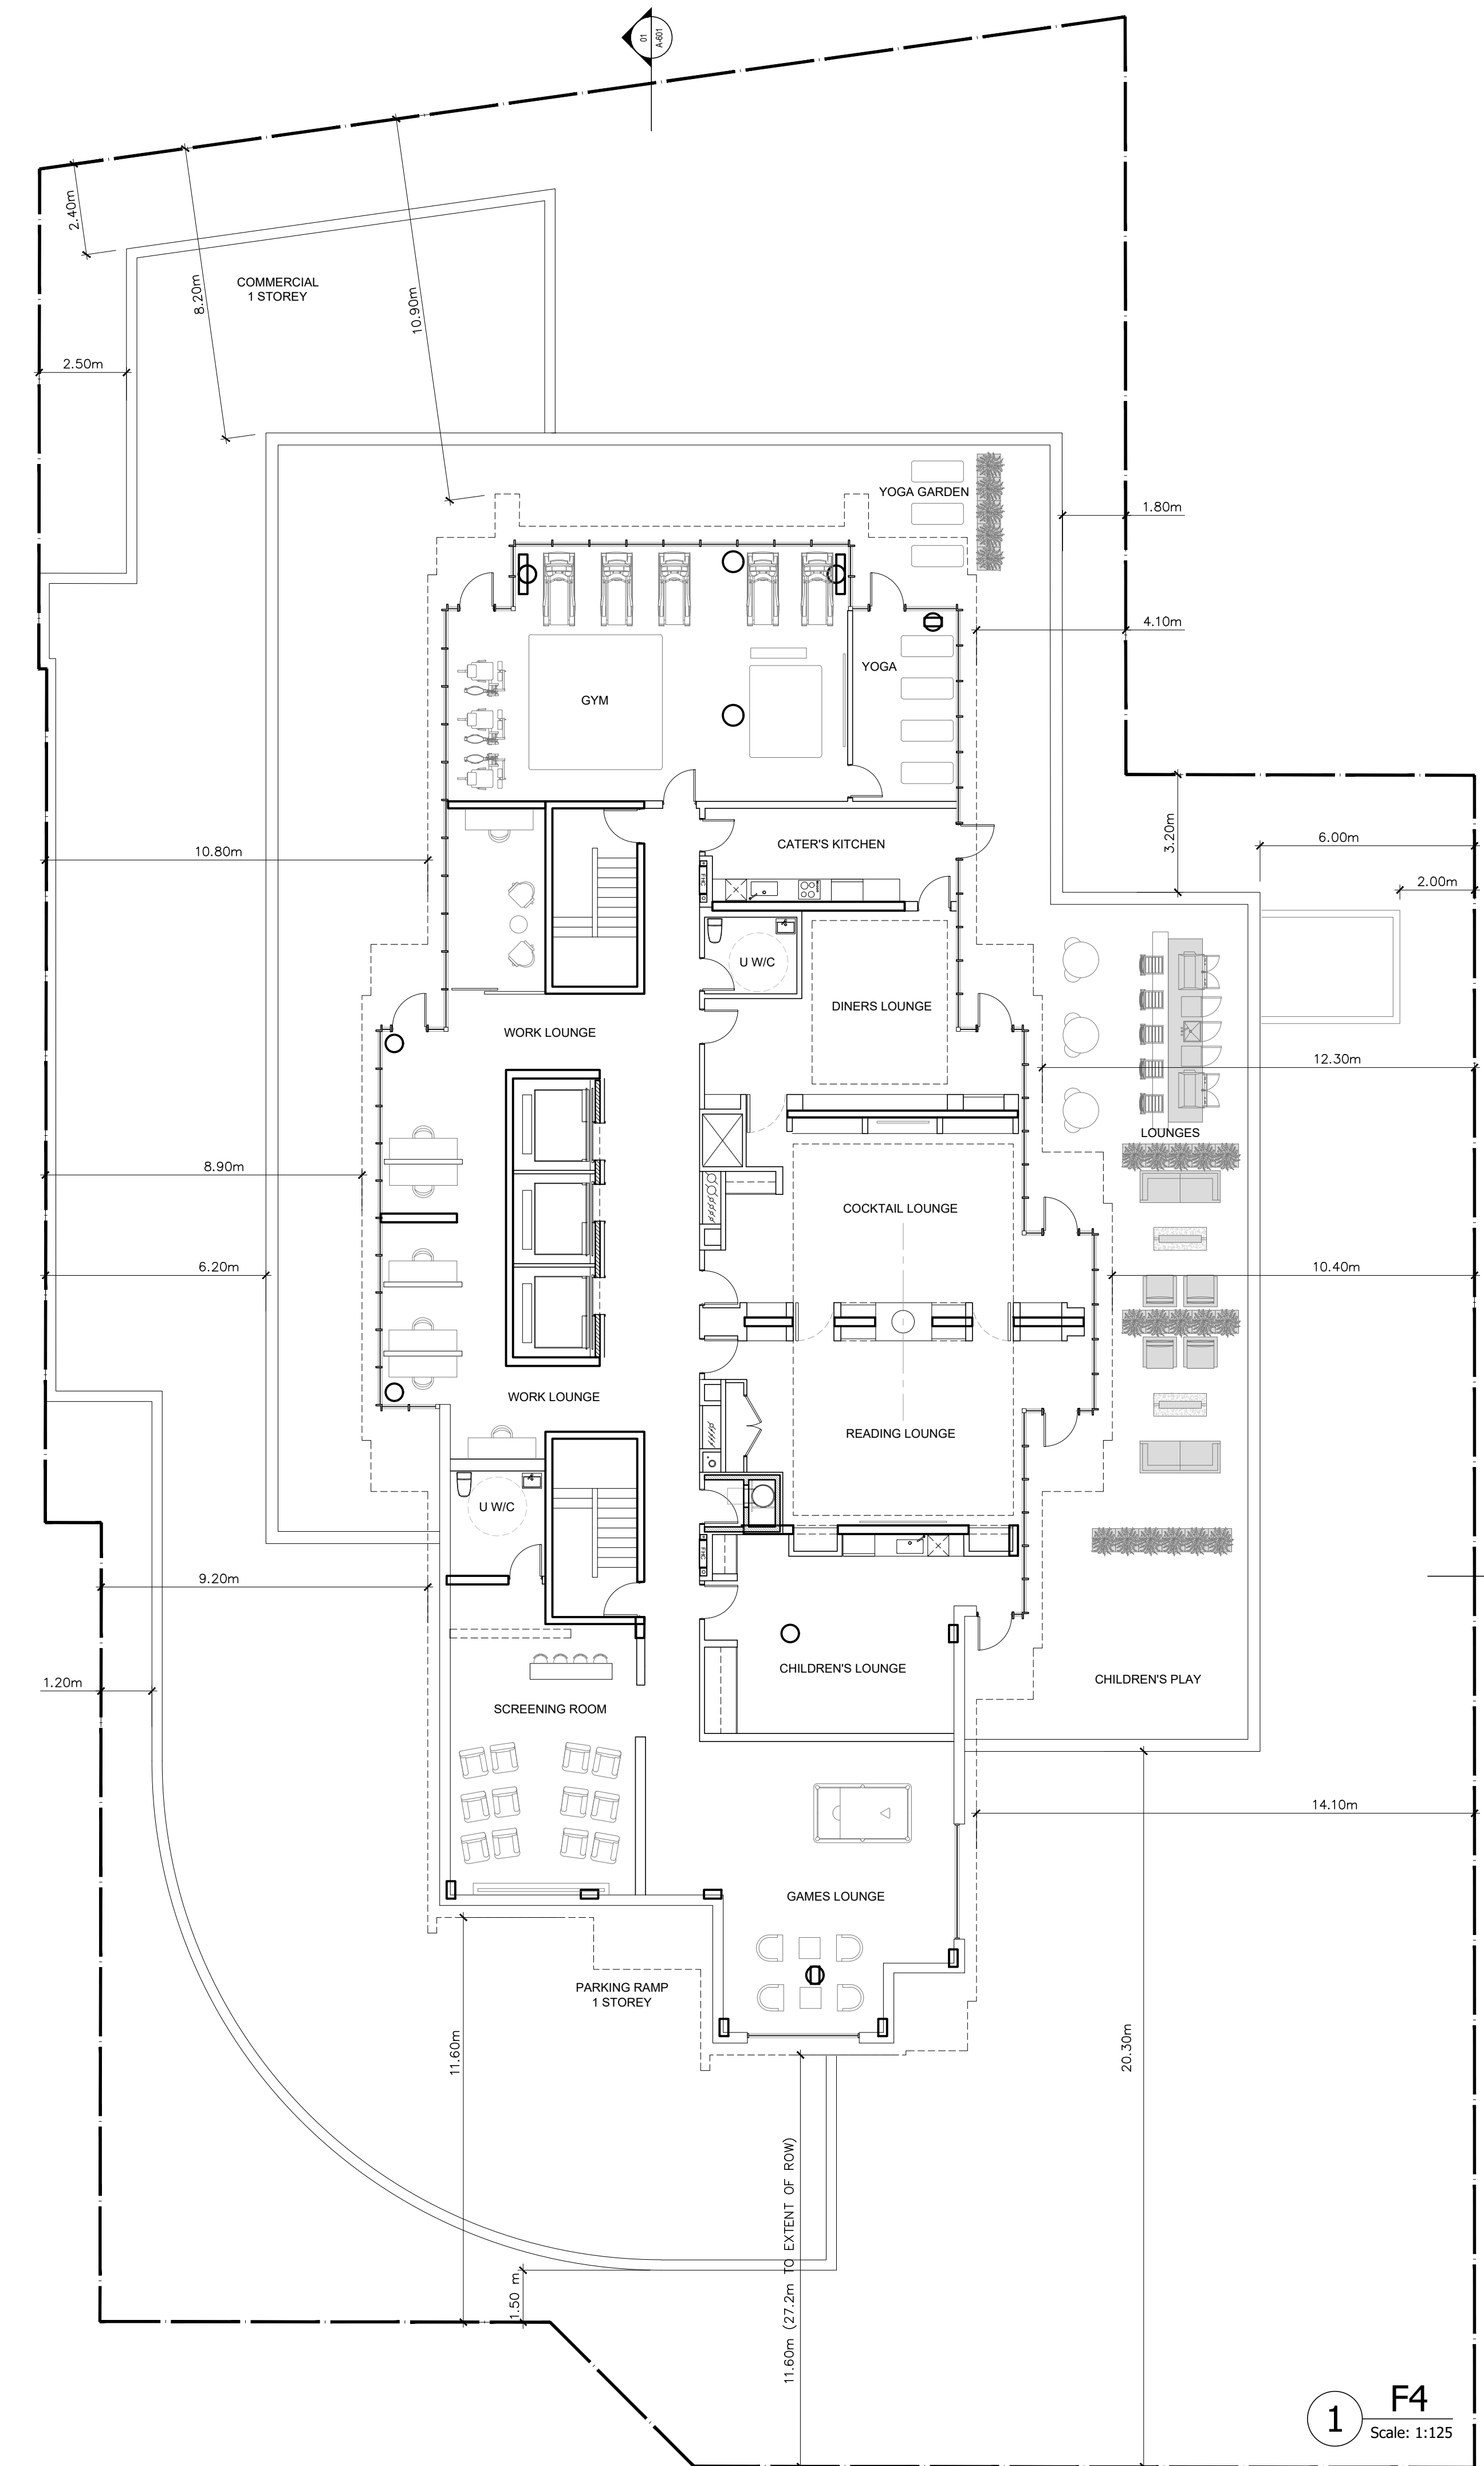 01
A-601
2.40m
8.20m
COMMERCIAL
1 STOREY
10.90m
2.50m
YOGA GARDEN
1.80m
4.10m
YOGA
GYM
3.20m
6.00m
CATER'S KITCHEN
10.80m
FHC
2.00m
U W/C
DINERS LOUNGE
WORK LOUNGE
12.30m
LOUNGES
8.90m
COCKTAIL LOUNGE
6.20m
10.40m
WORK LOUNGE
READING LOUNGE
U W/C
FHC
9.20m
CHILDREN'S LOUNGE
CHILDREN'S PLAY
1.20m
SCREENING ROOM
14.10m
GAMES LOUNGE
PARKING RAMP
1 STOREY
11.60m
20.30m
11.60m (27.2m TO EXTENT OF ROW)
1.50 m
1
F4
Scale: 1:125